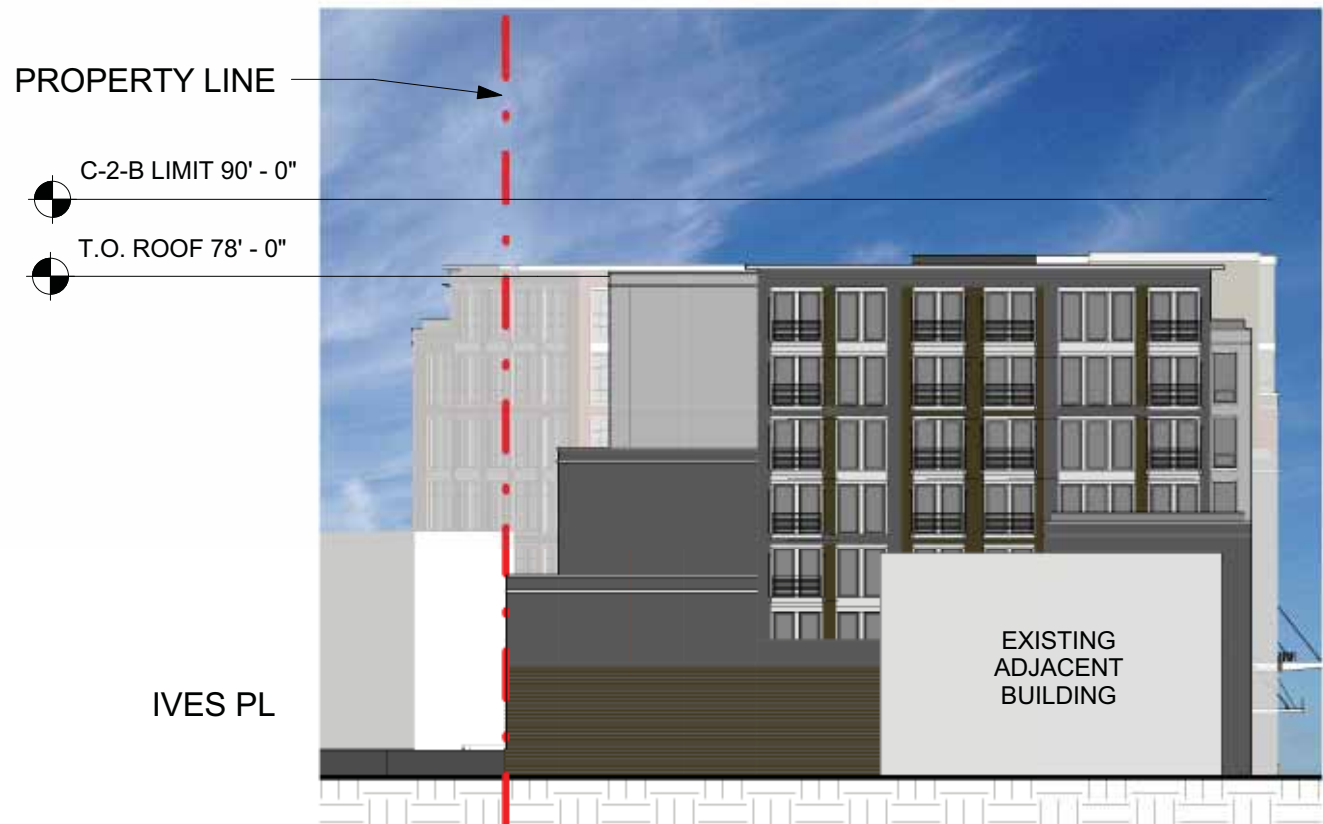 PROPERTY LINE
C-2-B LIMIT 90' - 0"
T.O. ROOF 78' - 0"
EXISTING
ADJACENT
BUILDING
IVES PL